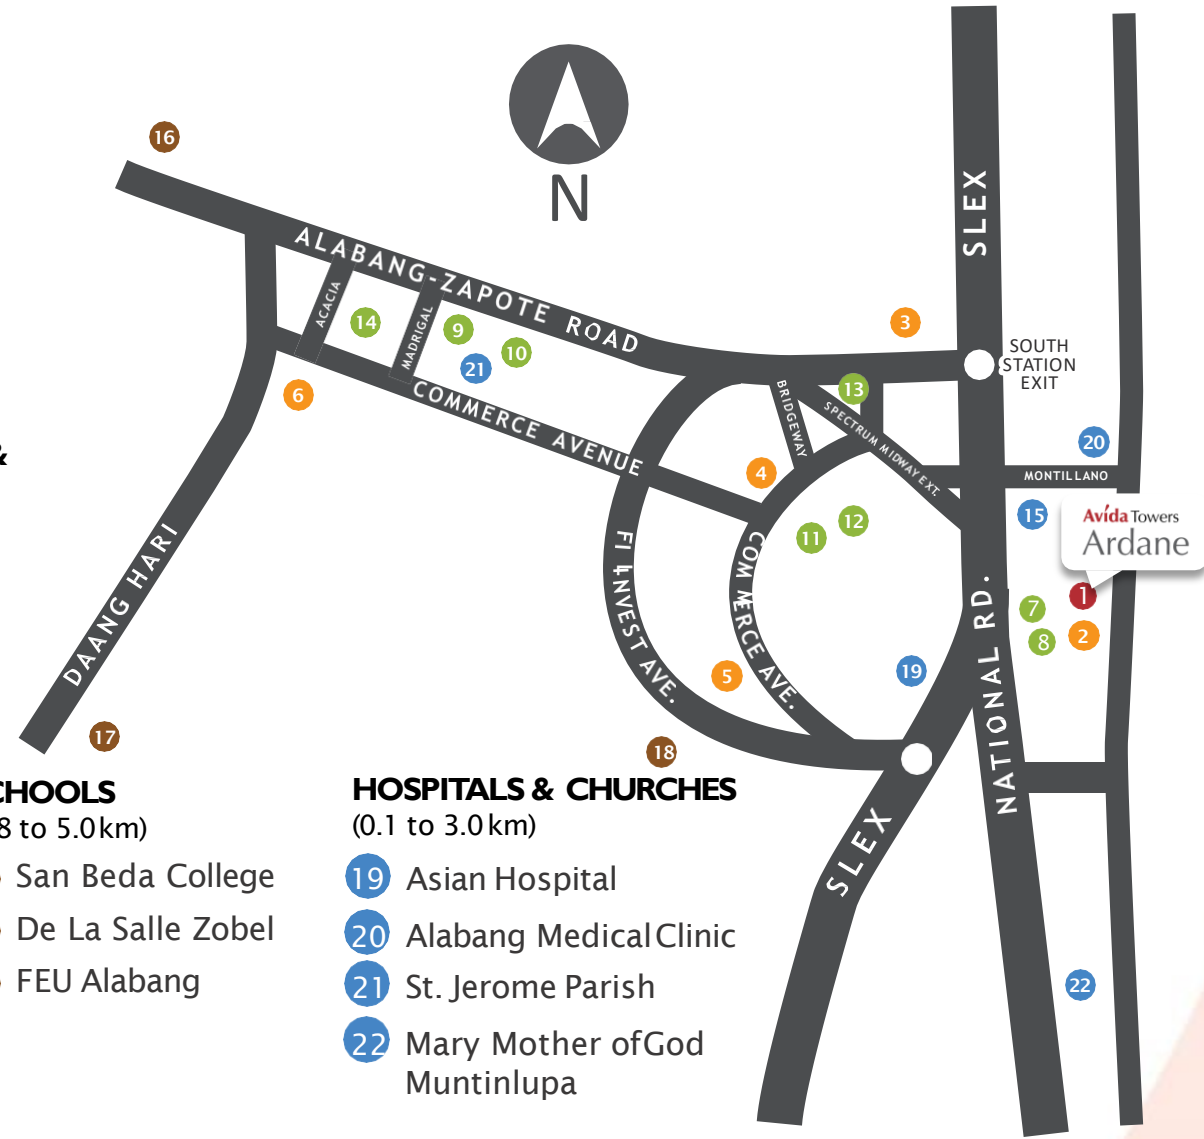 16
N
SLEX
ALABANG-ZAPOTE ROAD
ACACIA
14
MADRIGAL
9
10
21
3
SOUTH
STATION
EXIT
13
BRIDGEWAY
SPECTRUM MIDWAY EXT.
6
COMMERCE AVENUE
&
4
20
MONTILLANO
15
Avida Towers
Ardane
11
12
FILINVEST AVE.
COMMERCE AVE.
DAANG HARI
1
7
8
2
NATIONAL RD.
5
19
17
18
SLEX
22
CHOOLS
8 to 5.0km)
San Beda College
De La Salle Zobel
FEU Alabang
HOSPITALS & CHURCHES
(0.1 to 3.0km)
19 Asian Hospital
20 Alabang Medical Clinic
21 St. Jerome Parish
22 Mary Mother of God
Muntinlupa